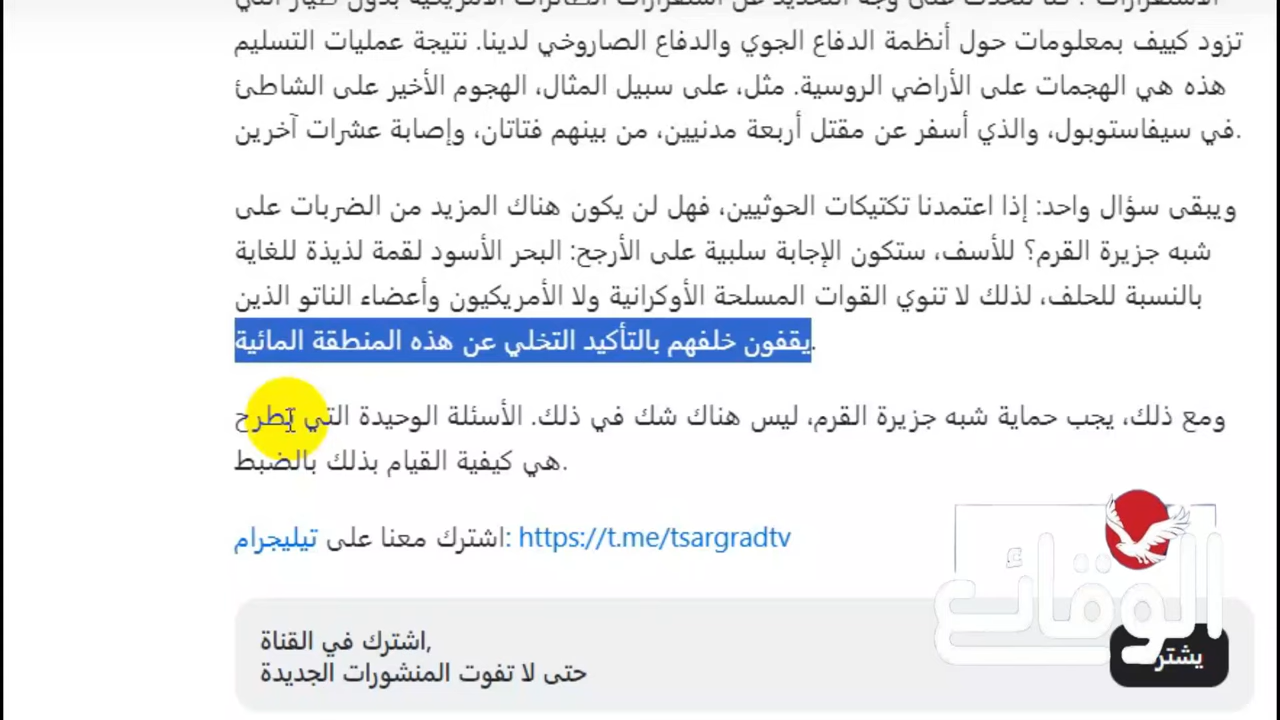 تزود كييف بمعلومات حول أنظمة الدفاع الجوي والدفاع الصاروخي لدينا. نتيجة عمليات التسليم
هذه هي الهجمات على الأراضي الروسية. مثل، على سبيل المثال، الهجوم الأخير على الشاطئ
في سيفاستوبول، والذي أسفر عن مقتل أربعة مدنيين، من بينهم فتاتان، وإصابة عشرات آخرين.
ويبقى سؤال واحد: إذا اعتمدنا تكتيكات الحوثيين، فهل لن يكون هناك المزيد من الضربات على
شبه جزيرة القرم؟ للأسف، ستكون الإجابة سلبية على الأرجح: البحر الأسود لقمة لذيذة للغاية
بالنسبة للحلف، لذلك لا تنوي القوات المسلحة الأوكرانية ولا الأمريكيون وأعضاء الناتو الذين
يقفون خلفهم بالتأكيد التخلي عن هذه المنطقة المائية.
ومع ذلك، يجب حماية شبه جزيرة القرم، ليس هناك شك في ذلك. الأسئلة الوحيدة التي تطرح
هي كيفية القيام بذلك بالضبط.
اشترك معنا على تيليجرام: https://t.me/tsargradtv
اشترك في القناة,
حتى لا تفوت المنشورات الجديدة
الوقائع